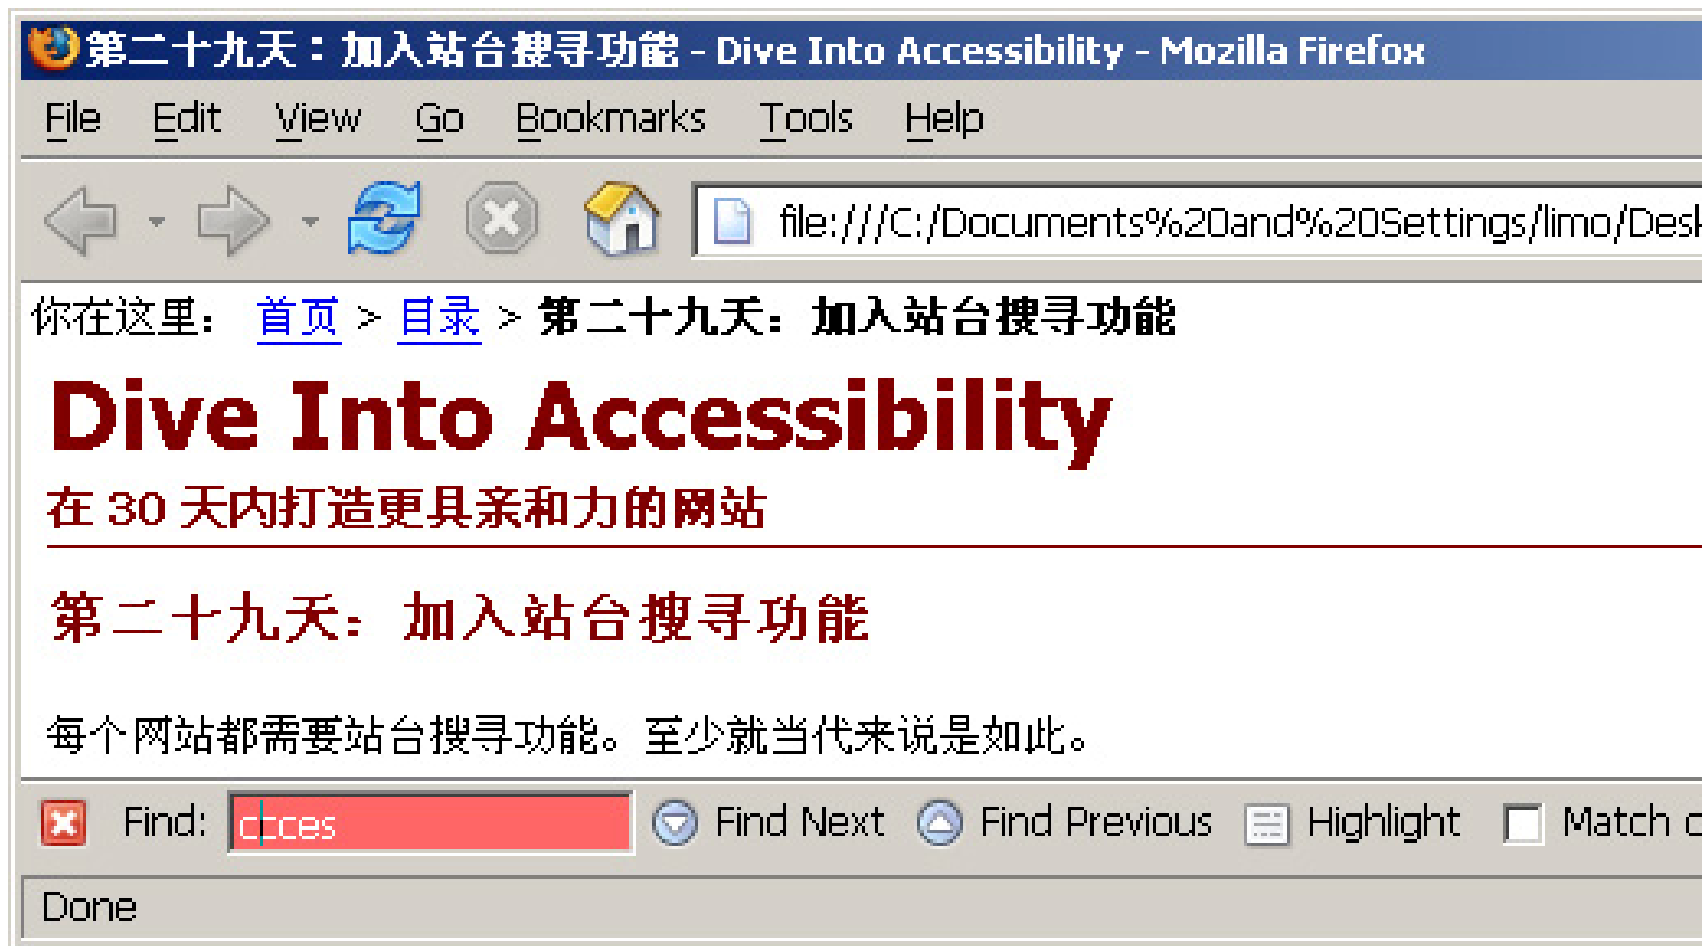 第二十九天：加入站台搜寻功能 - Dive Into Accessibility - Mozilla Firefox
File Edit View Go Bookmarks Tools Help
file:///C:/Documents%20and%20Settings/limo/Desk
你在这里： 首页 > 目录 > 第二十九天：加入站台搜寻功能
Dive Into Accessibility
在 30 天内打造更具亲和力的网站
第二十九天：加入站台搜寻功能
每个网站都需要站台搜寻功能。至少就当代来说是如此。
Find: ccces Find Next Find Previous Highlight Match c
Done